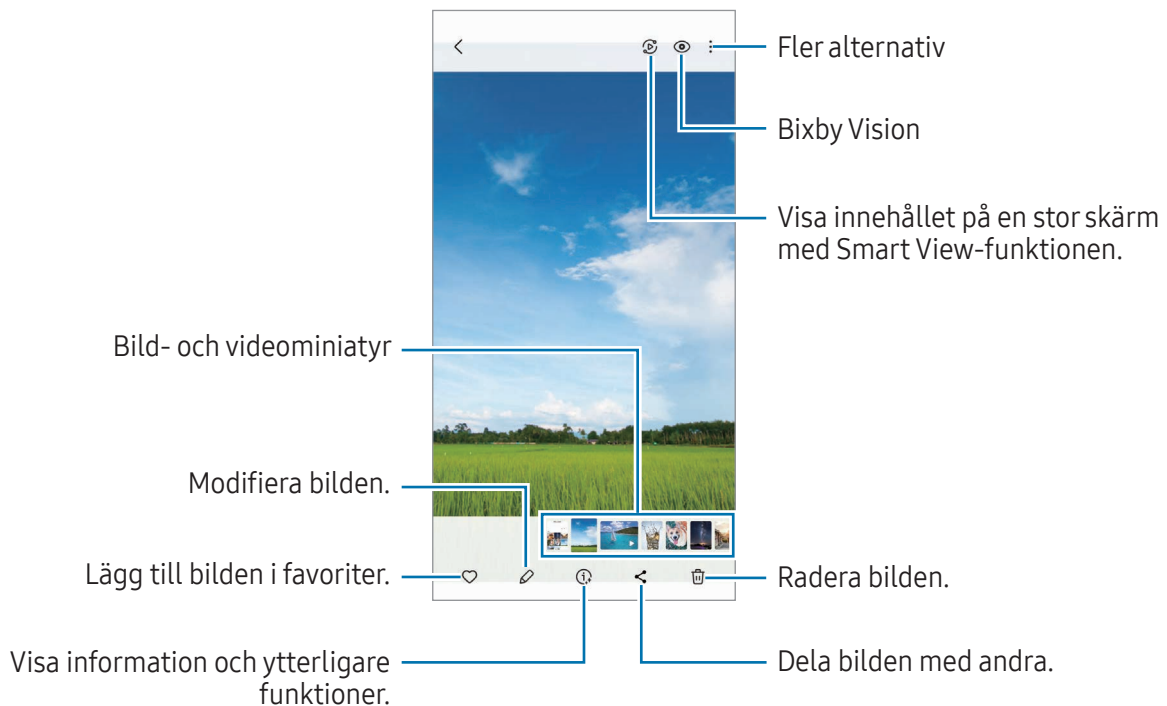 Fler alternativ
Bixby Vision
Visa innehållet på en stor skärm
med Smart View-funktionen.
Bild- och videominiatyr
Modifiera bilden.
Lägg till bilden i favoriter.
Radera bilden.
Visa information och ytterligare
funktioner.
Dela bilden med andra.